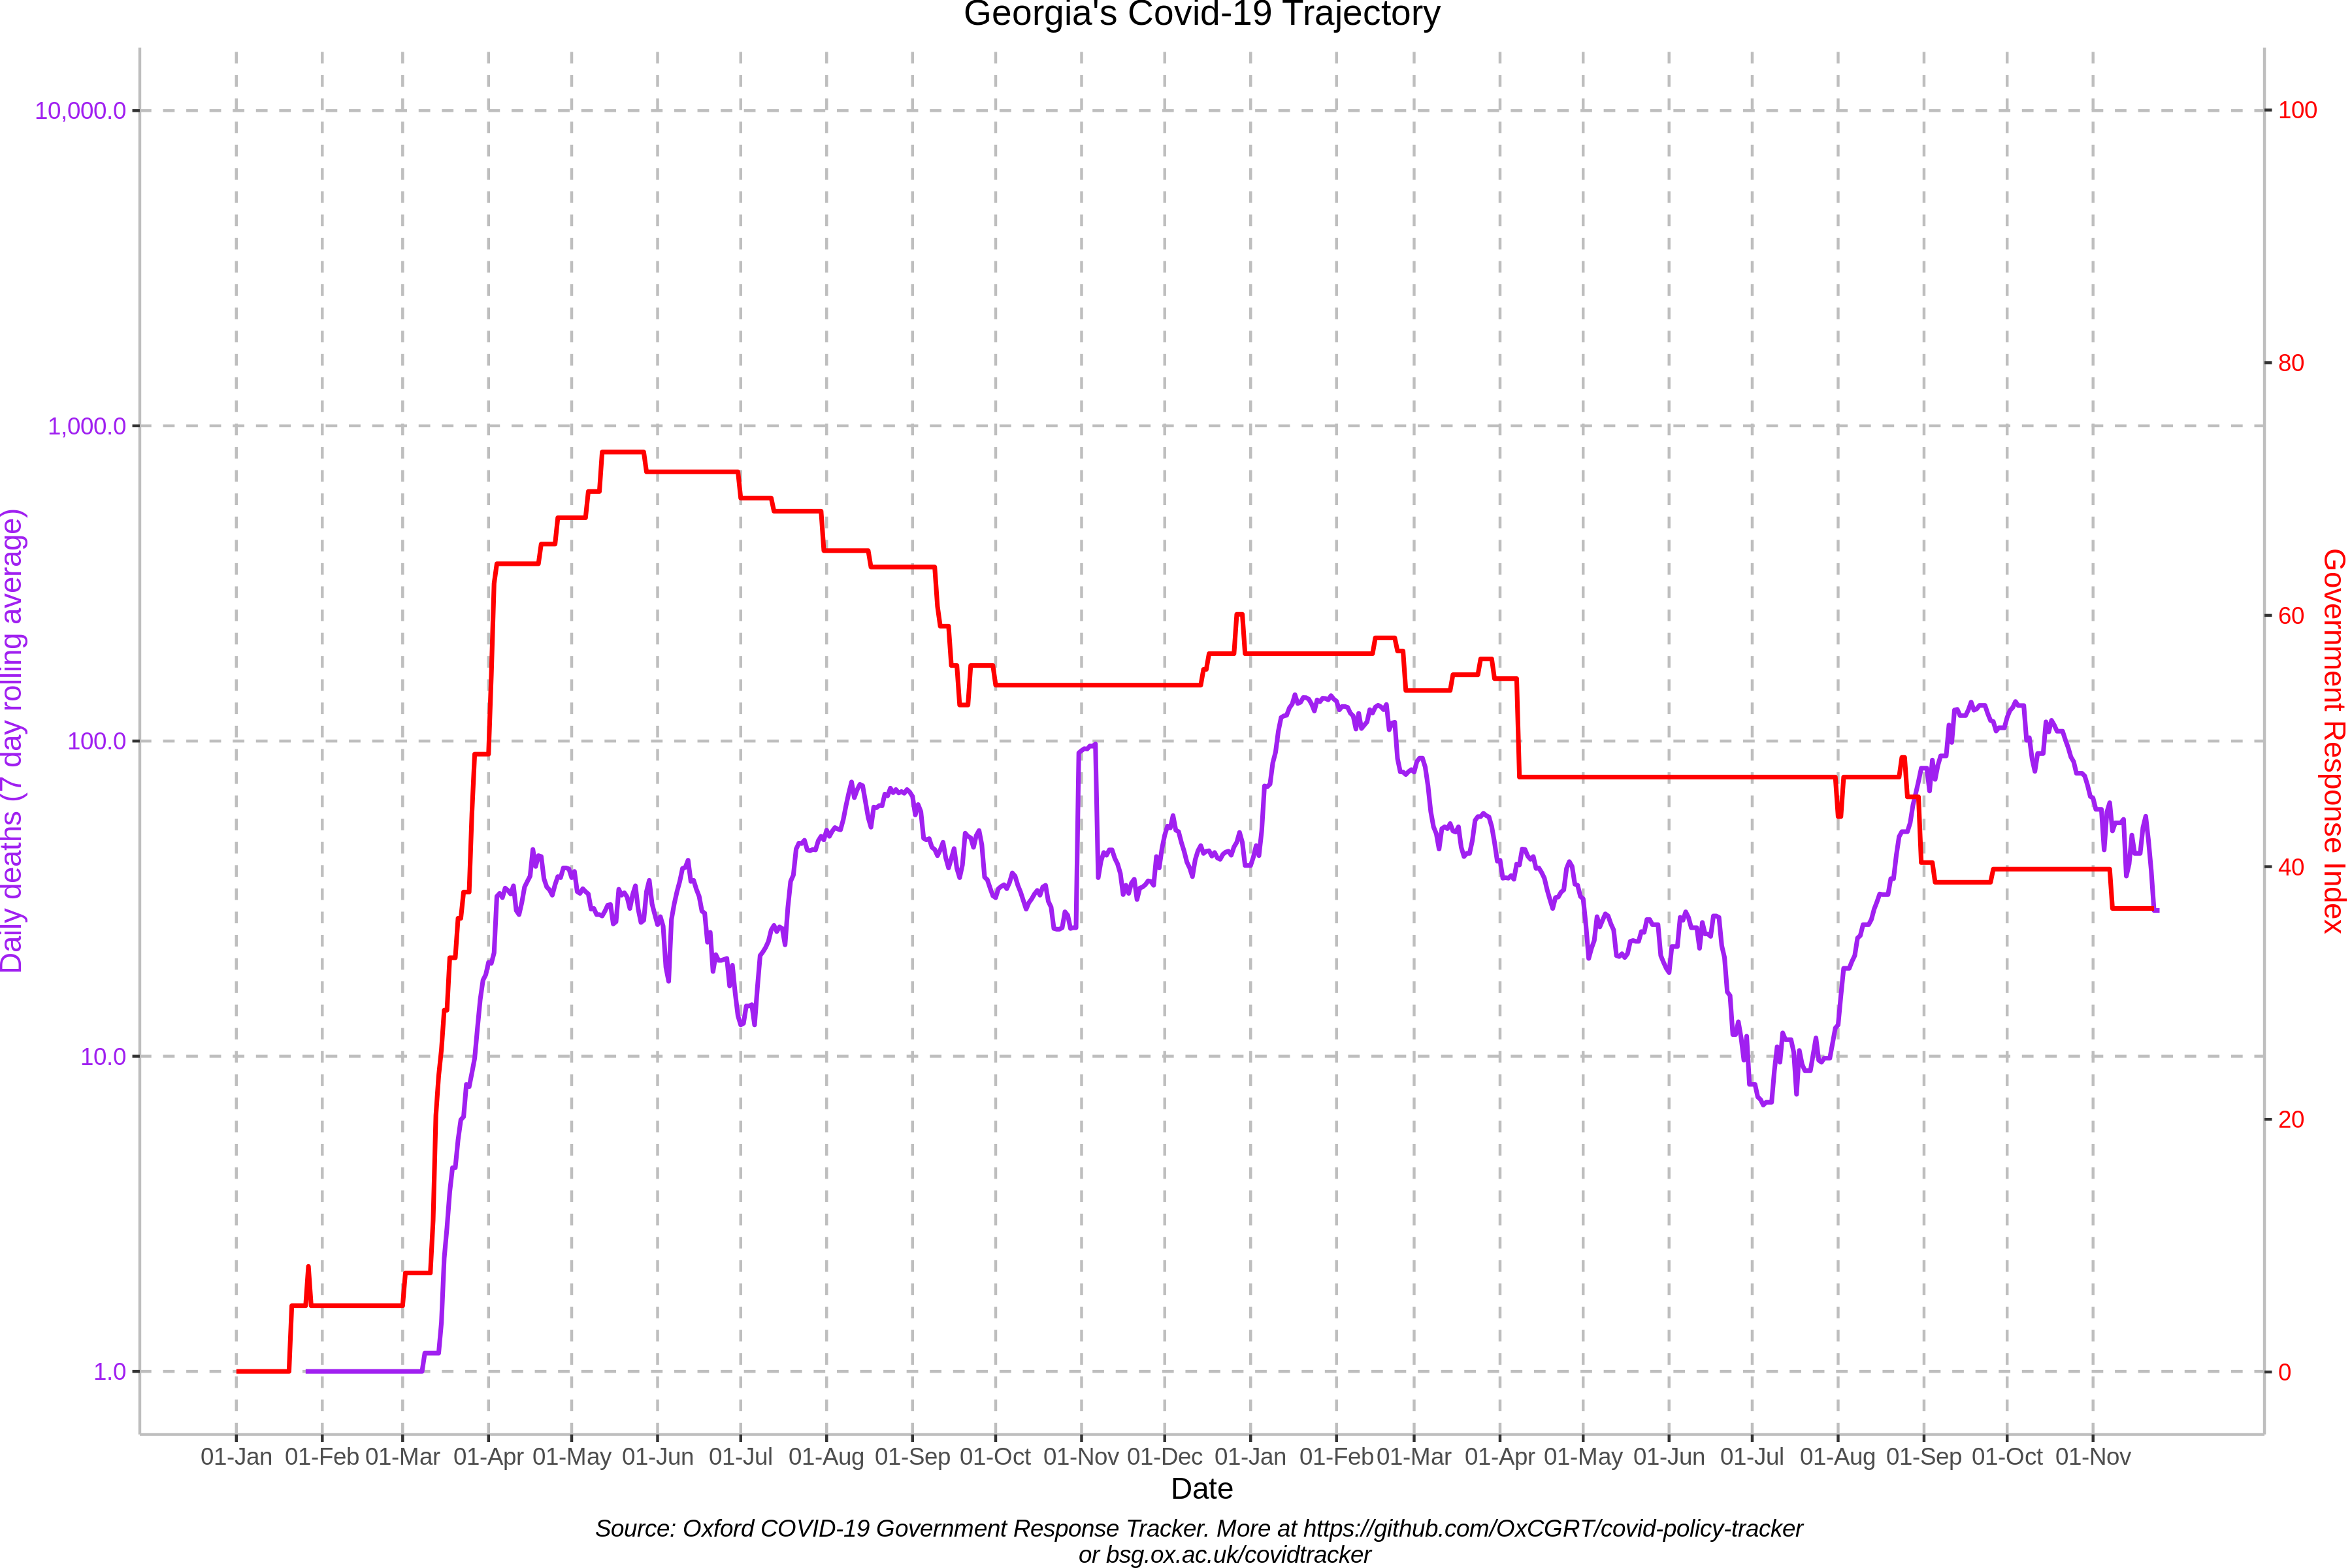 Georgia's Covid-19 Trajectory
10,000.0
1,000.0
100.0
10.0
1.0
Daily deaths (7 day rolling average)
100
80
60
40
20
0
Government Response Index
01-Jan 01-Feb 01-Mar 01-Apr 01-May 01-Jun 01-Jul 01-Aug 01-Sep 01-Oct 01-Nov 01-Dec 01-Jan 01-Feb 01-Mar 01-Apr 01-May 01-Jun 01-Jul 01-Aug 01-Sep 01-Oct 01-Nov
Date
Source: Oxford COVID-19 Government Response Tracker. More at https://github.com/OxCGRT/covid-policy-tracker
or bsg.ox.ac.uk/covidtracker